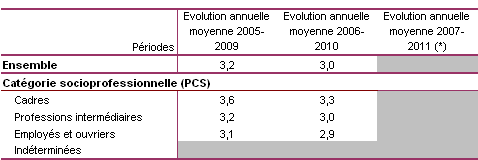 Périodes Evolution annuelle moyenne 2005-2009 Evolution annuelle moyenne 2006-2010 Evolution annuelle moyenne 2007-2011 (*)
Ensemble 3,2 3,0
Catégorie socioprofessionnelle (PCS)
Cadres 3,6 3,3
Professions intermédiaires 3,2 3,0
Employés et ouvriers 3,1 2,9
Indéterminées